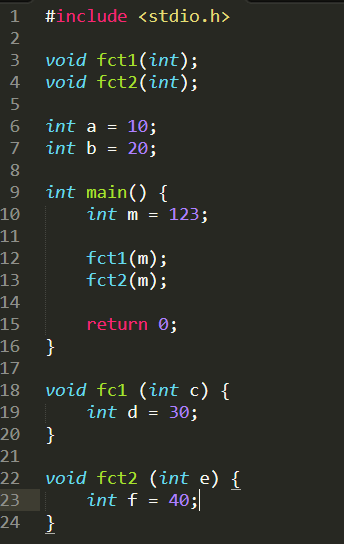 1 #include <stdio.h>
2
3 void fct1(int);
4 void fct2(int);
5
6 int a = 10;
7 int b = 20;
8
9 int main() {
10     int m = 123;
11
12     fct1(m);
13     fct2(m);
14
15     return 0;
16 }
17
18 void fc1 (int c) {
19     int d = 30;
20 }
21
22 void fct2 (int e) {
23     int f = 40;
24 }